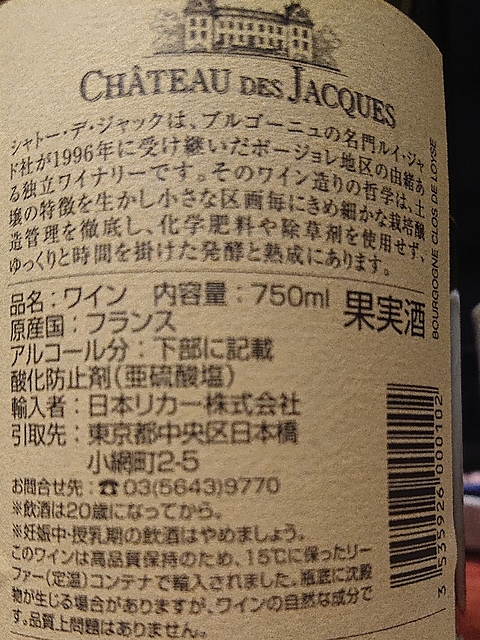 CHÂTEAU DES JACQUES
シャトー・デ・ジャックは、ブルゴーニュの名門ルイ・ジャ
ド社が1996年に受け継いだボージョレ地区の由緒あ
る独立ワイナリーです。そのワイン造りの哲学は、土
壌の特徴を生かし小さな区画毎にきめ細かな栽培醸
造管理を徹底し、化学肥料や除草剤を使用せず、
ゆっくりと時間を掛けた発酵と熟成にあります。
品名：ワイン 内容量：750ml
果実酒
原産国：フランス
アルコール分：下部に記載
酸化防止剤（亜硫酸塩）
輸入者：日本リカー株式会社
引取先：東京都中央区日本橋
小網町2-5
お問合せ先：☎03(5643)9770
※飲酒は20歳になってから。
※妊娠中・授乳期の飲酒はやめましょう。
このワインは高品質保持のため、15℃に保ったリー
ファー（定温）コンテナで輸入されました。瓶底に沈殿
物が生じる場合がありますが、ワインの自然な成分で
す。品質上問題はありません。
BOURGOGNE CLOS DE LOYSE
3 535926 000102